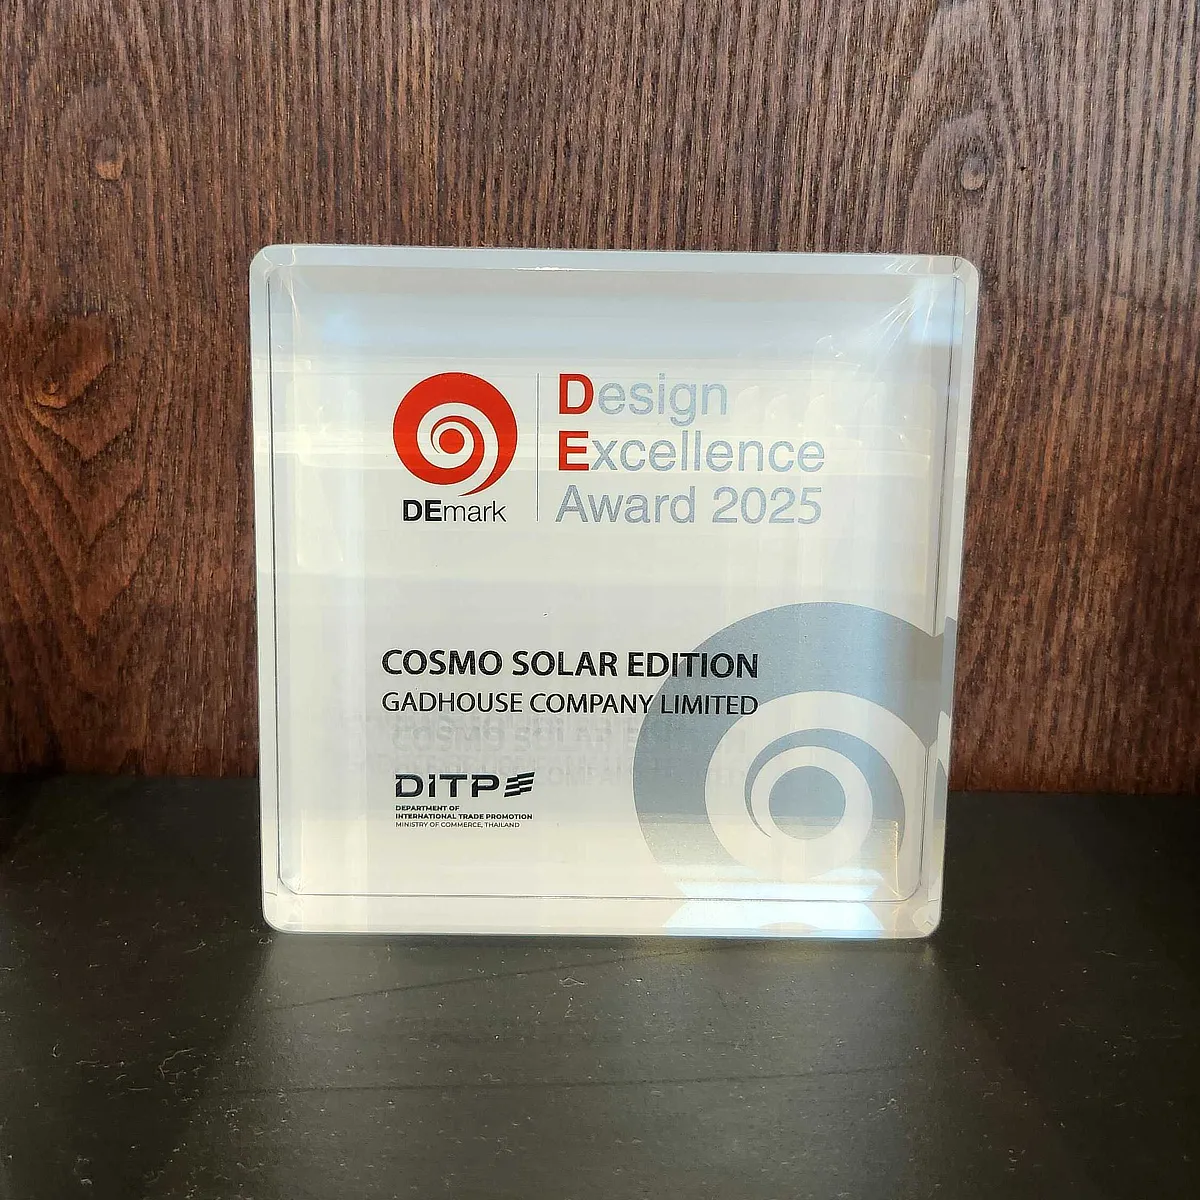 DEmark
Design
Excellence
Award 2025
COSMO SOLAR EDITION
GADHOUSE COMPANY LIMITED
DITP
DEPARTMENT OF
INTERNATIONAL TRADE PROMOTION
MINISTRY OF COMMERCE, THAILAND